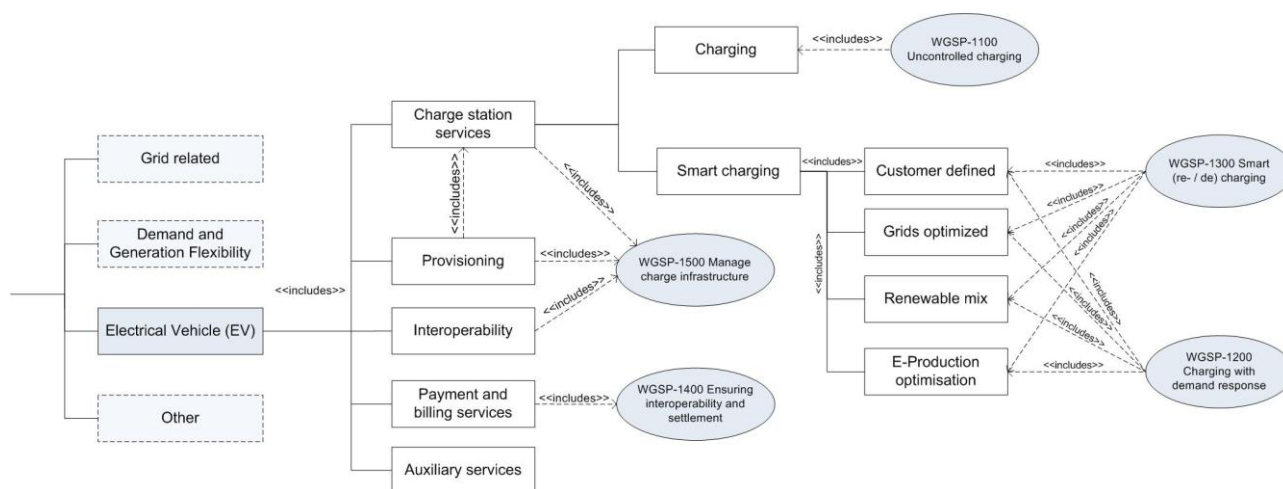 Grid related
Demand and
Generation Flexibility
Electrical Vehicle (EV)
Other
<<includes>>
Charge station
services
<<includes>>
Provisioning
Interoperability
Payment and
billing services
Auxiliary services
<<includes>>
<<includes>>
<<includes>>
<<includes>>
WGSP-1500 Manage
charge infrastructure
WGSP-1400 Ensuring
interoperability and
settlement
Charging
<<includes>>
WGSP-1100
Uncontrolled charging
Smart charging
<<includes>>
<<includes>>
Customer defined
Grids optimized
Renewable mix
E-Production
optimisation
<<includes>>
<<includes>>
<<includes>>
<<includes>>
<<includes>>
<<includes>>
<<includes>>
<<includes>>
WGSP-1300 Smart
(re- / de) charging
WGSP-1200
Charging with
demand response